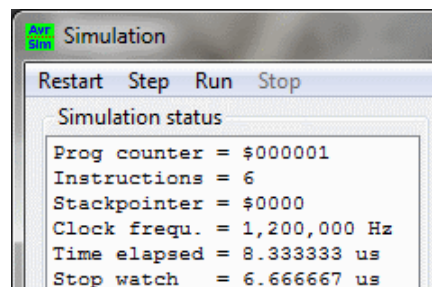 Avr
Sim
Simulation
Restart Step Run Stop
Simulation status
Prog counter = $000001
Instructions = 6
Stackpointer = $0000
Clock frequ. = 1,200,000 Hz
Time elapsed = 8.333333 us
Stop watch = 6.666667 us